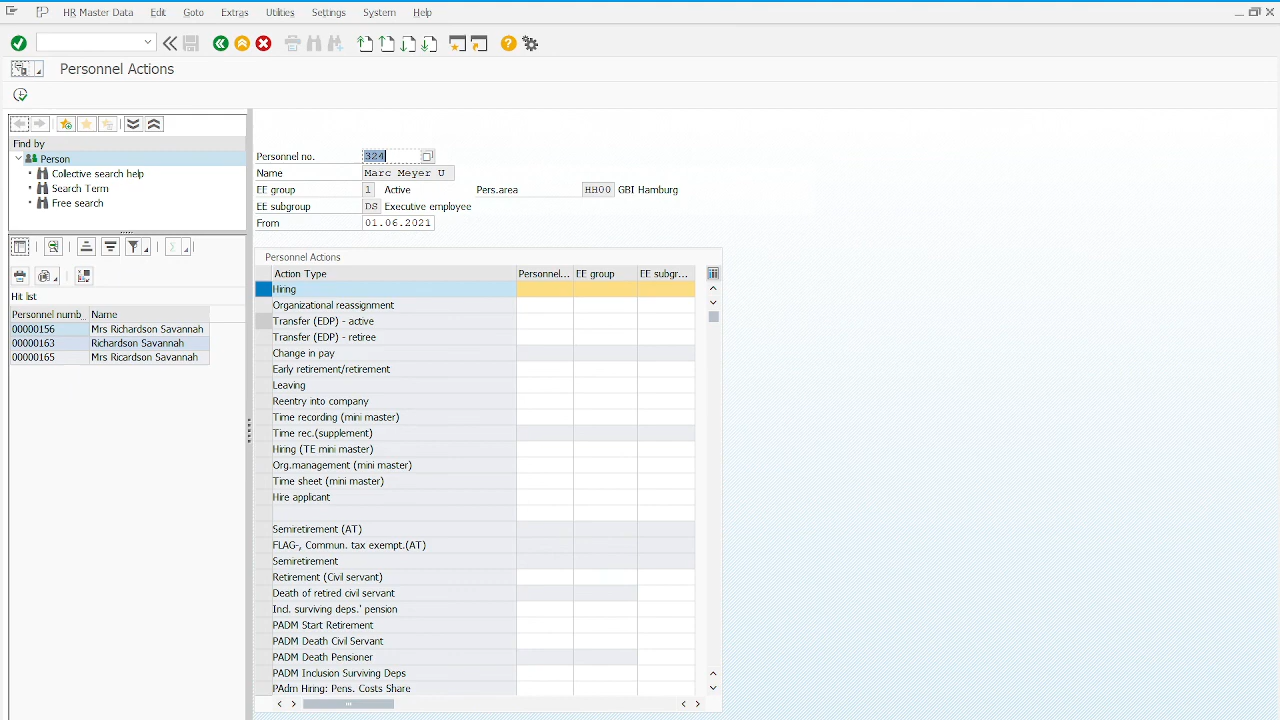 HR Master Data Edit Goto Extras Utilities Settings System Help
Personnel Actions
Find by
Person
Collective search help
Search Term
Free search
Hit list
Personnel numb_ Name
00000156 Mrs Richardson Savannah
00000163 Richardson Savannah
00000165 Mrs Ricardson Savannah
Personnel no. 324
Name Marc Meyer U
EE group 1 Active Pers.area HH00 GBI Hamburg
EE subgroup DS Executive employee
From 01.06.2021
Personnel Actions
Action Type Personnel... EE group EE subgr...
Hiring
Organizational reassignment
Transfer (EDP) - active
Transfer (EDP) - retiree
Change in pay
Early retirement/retirement
Leaving
Reentry into company
Time recording (mini master)
Time rec.(supplement)
Hiring (TE mini master)
Org.management (mini master)
Time sheet (mini master)
Hire applicant
Semiretirement (AT)
FLAG-, Commun. tax exempt.(AT)
Semiretirement
Retirement (Civil servant)
Death of retired civil servant
Incl. surviving deps.' pension
PADM Start Retirement
PADM Death Civil Servant
PADM Death Pensioner
PADM Inclusion Surviving Deps
PAdm Hiring: Pens. Costs Share